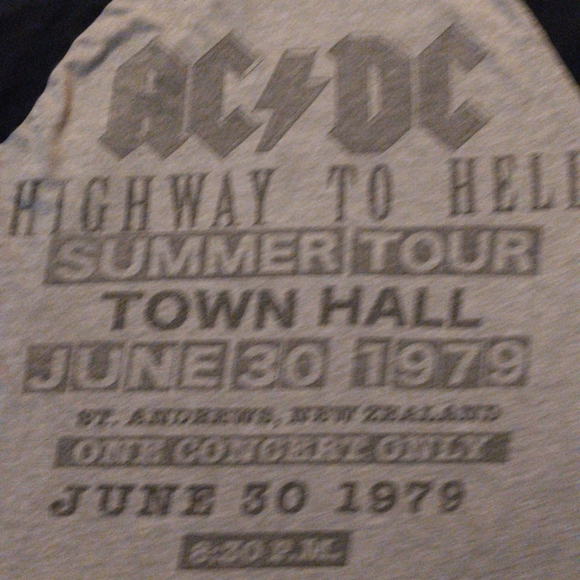 AC/DC
HIGHWAY TO HELL
SUMMER TOUR
TOWN HALL
JUNE 30 1979
ST. ANDREWS, NEW ZEALAND
ONE CONCERT ONLY
JUNE 30 1979
8:30 P.M.